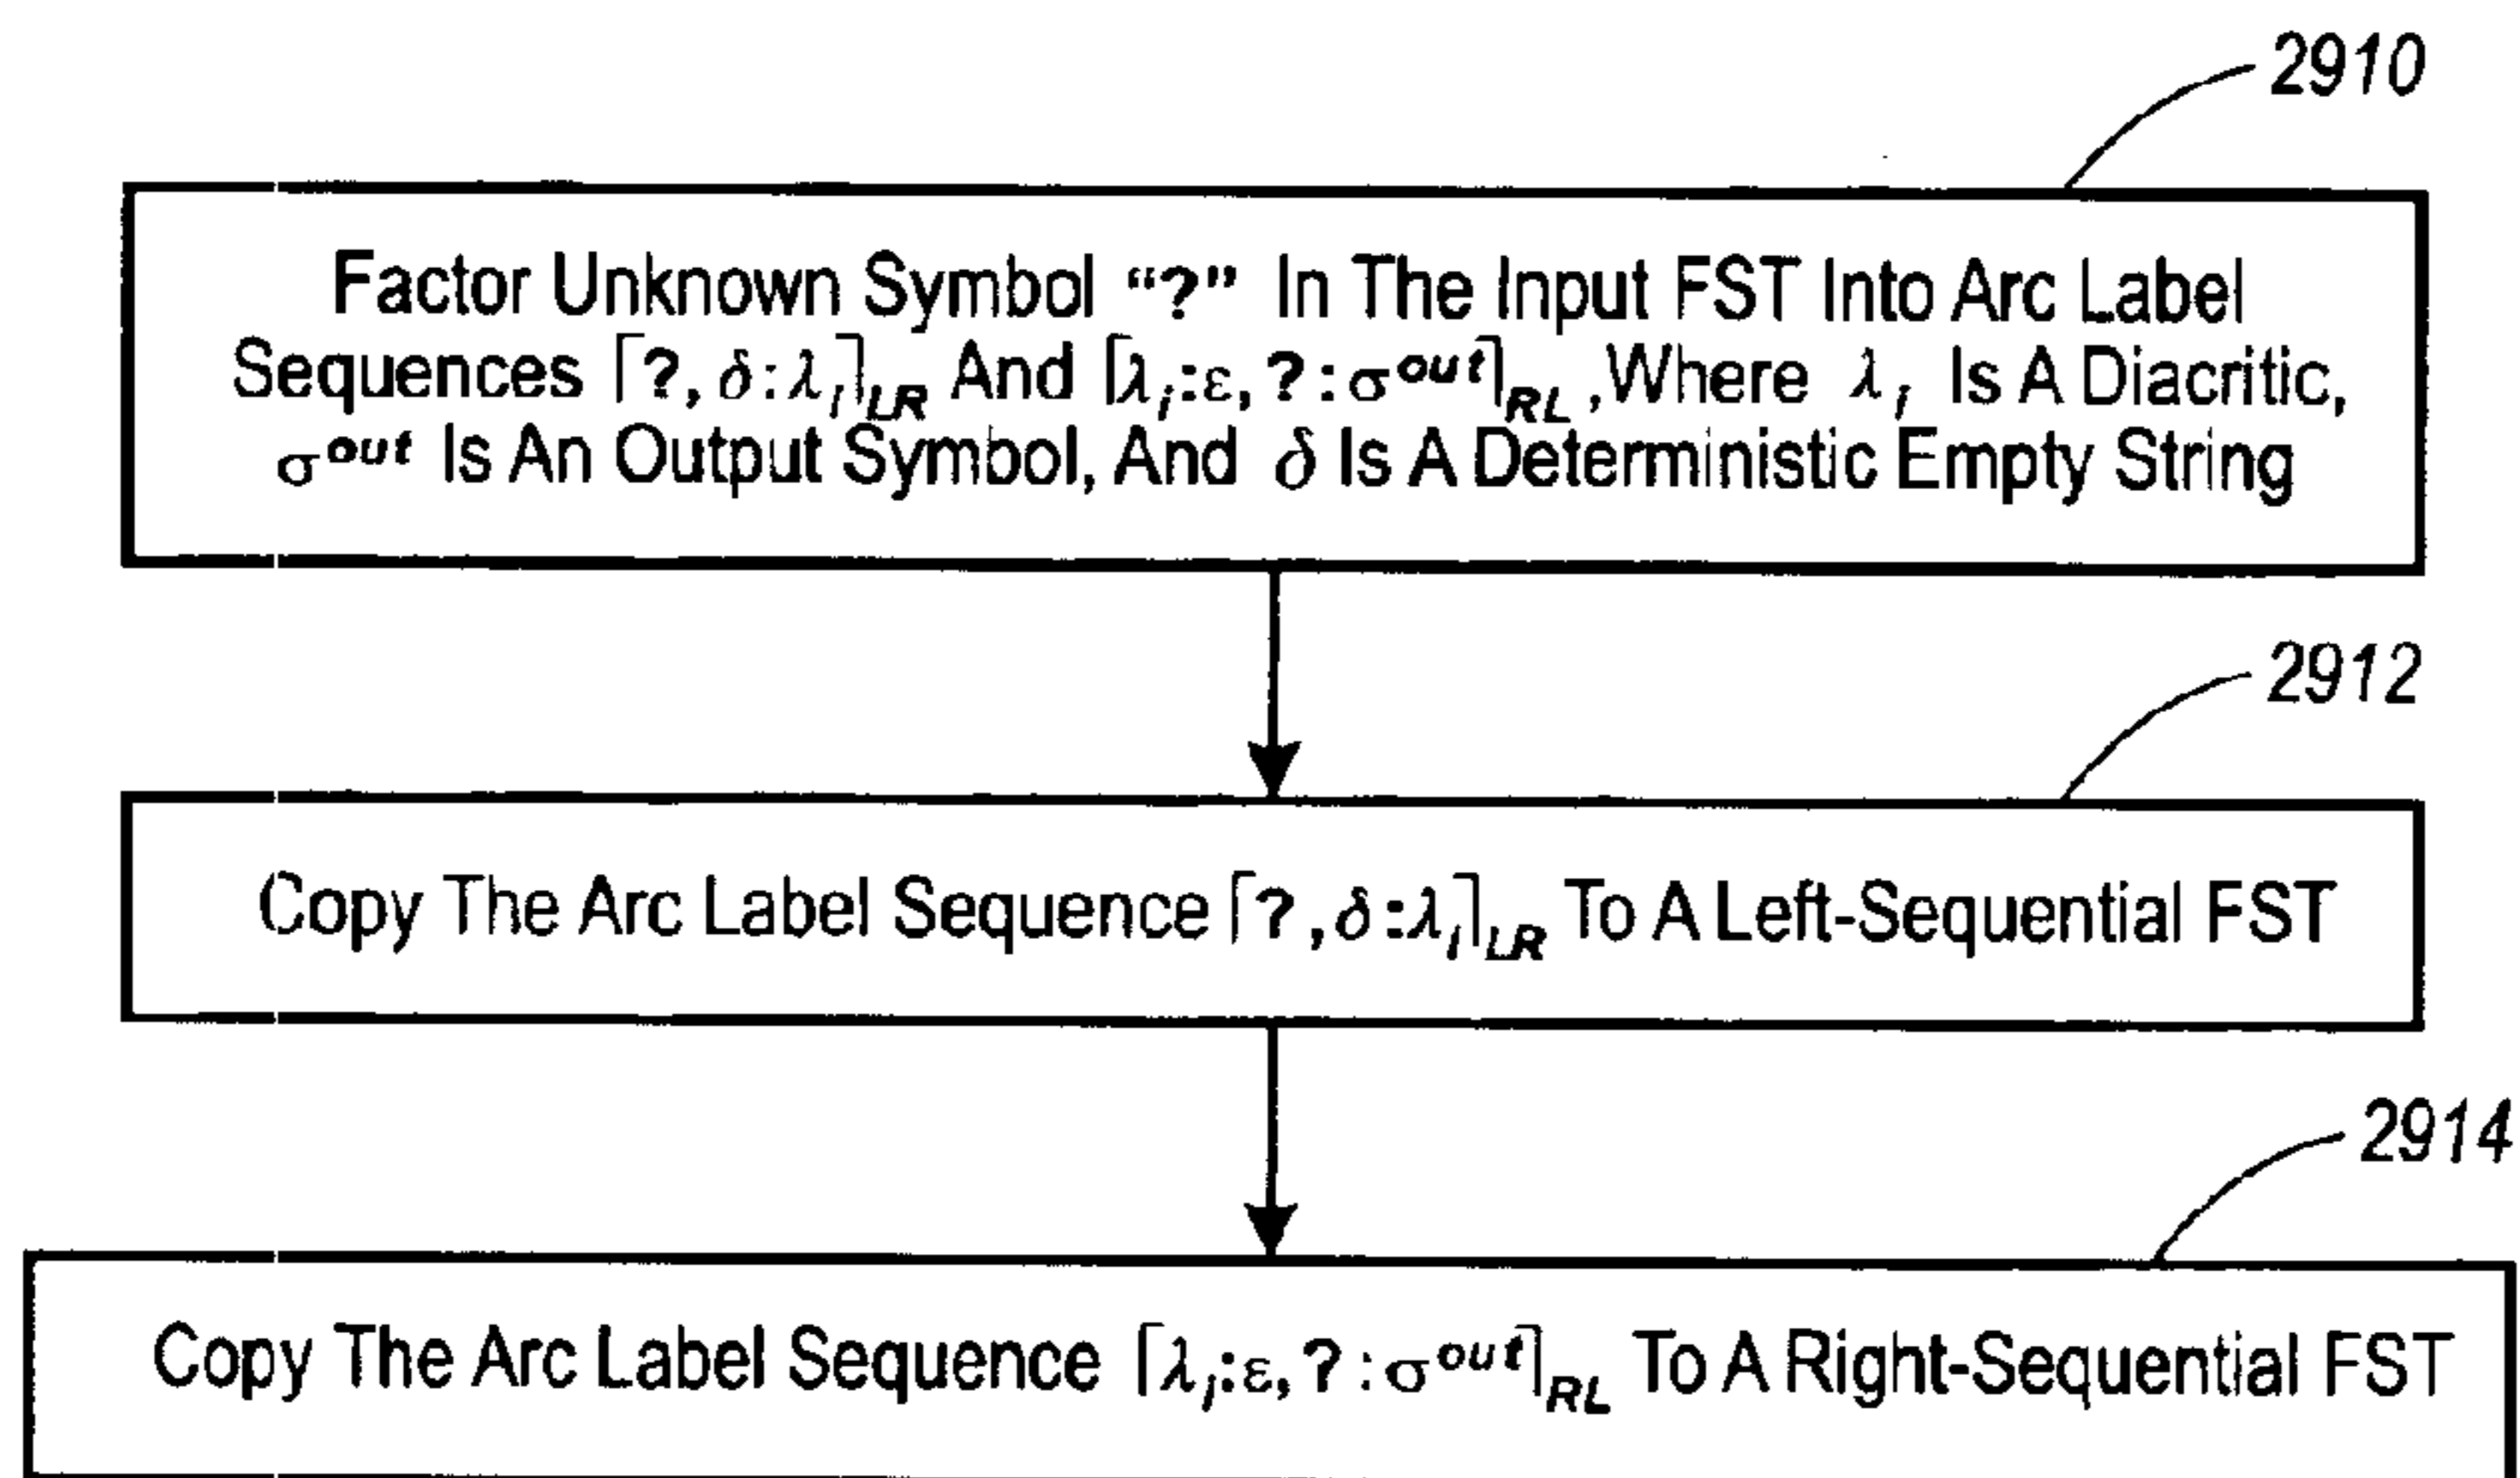 2910
Factor Unknown Symbol “?” In The Input FST Into Arc Label
Sequences ⌈?, δ:λᵢ⌉LR And ⌈λᵢ:ε, ?:σᵒᵘᵗ⌉RL, Where λᵢ Is A Diacritic,
σᵒᵘᵗ Is An Output Symbol, And δ Is A Deterministic Empty String
2912
Copy The Arc Label Sequence ⌈?, δ:λᵢ⌉LR To A Left-Sequential FST
2914
Copy The Arc Label Sequence ⌈λᵢ:ε, ?:σᵒᵘᵗ⌉RL To A Right-Sequential FST